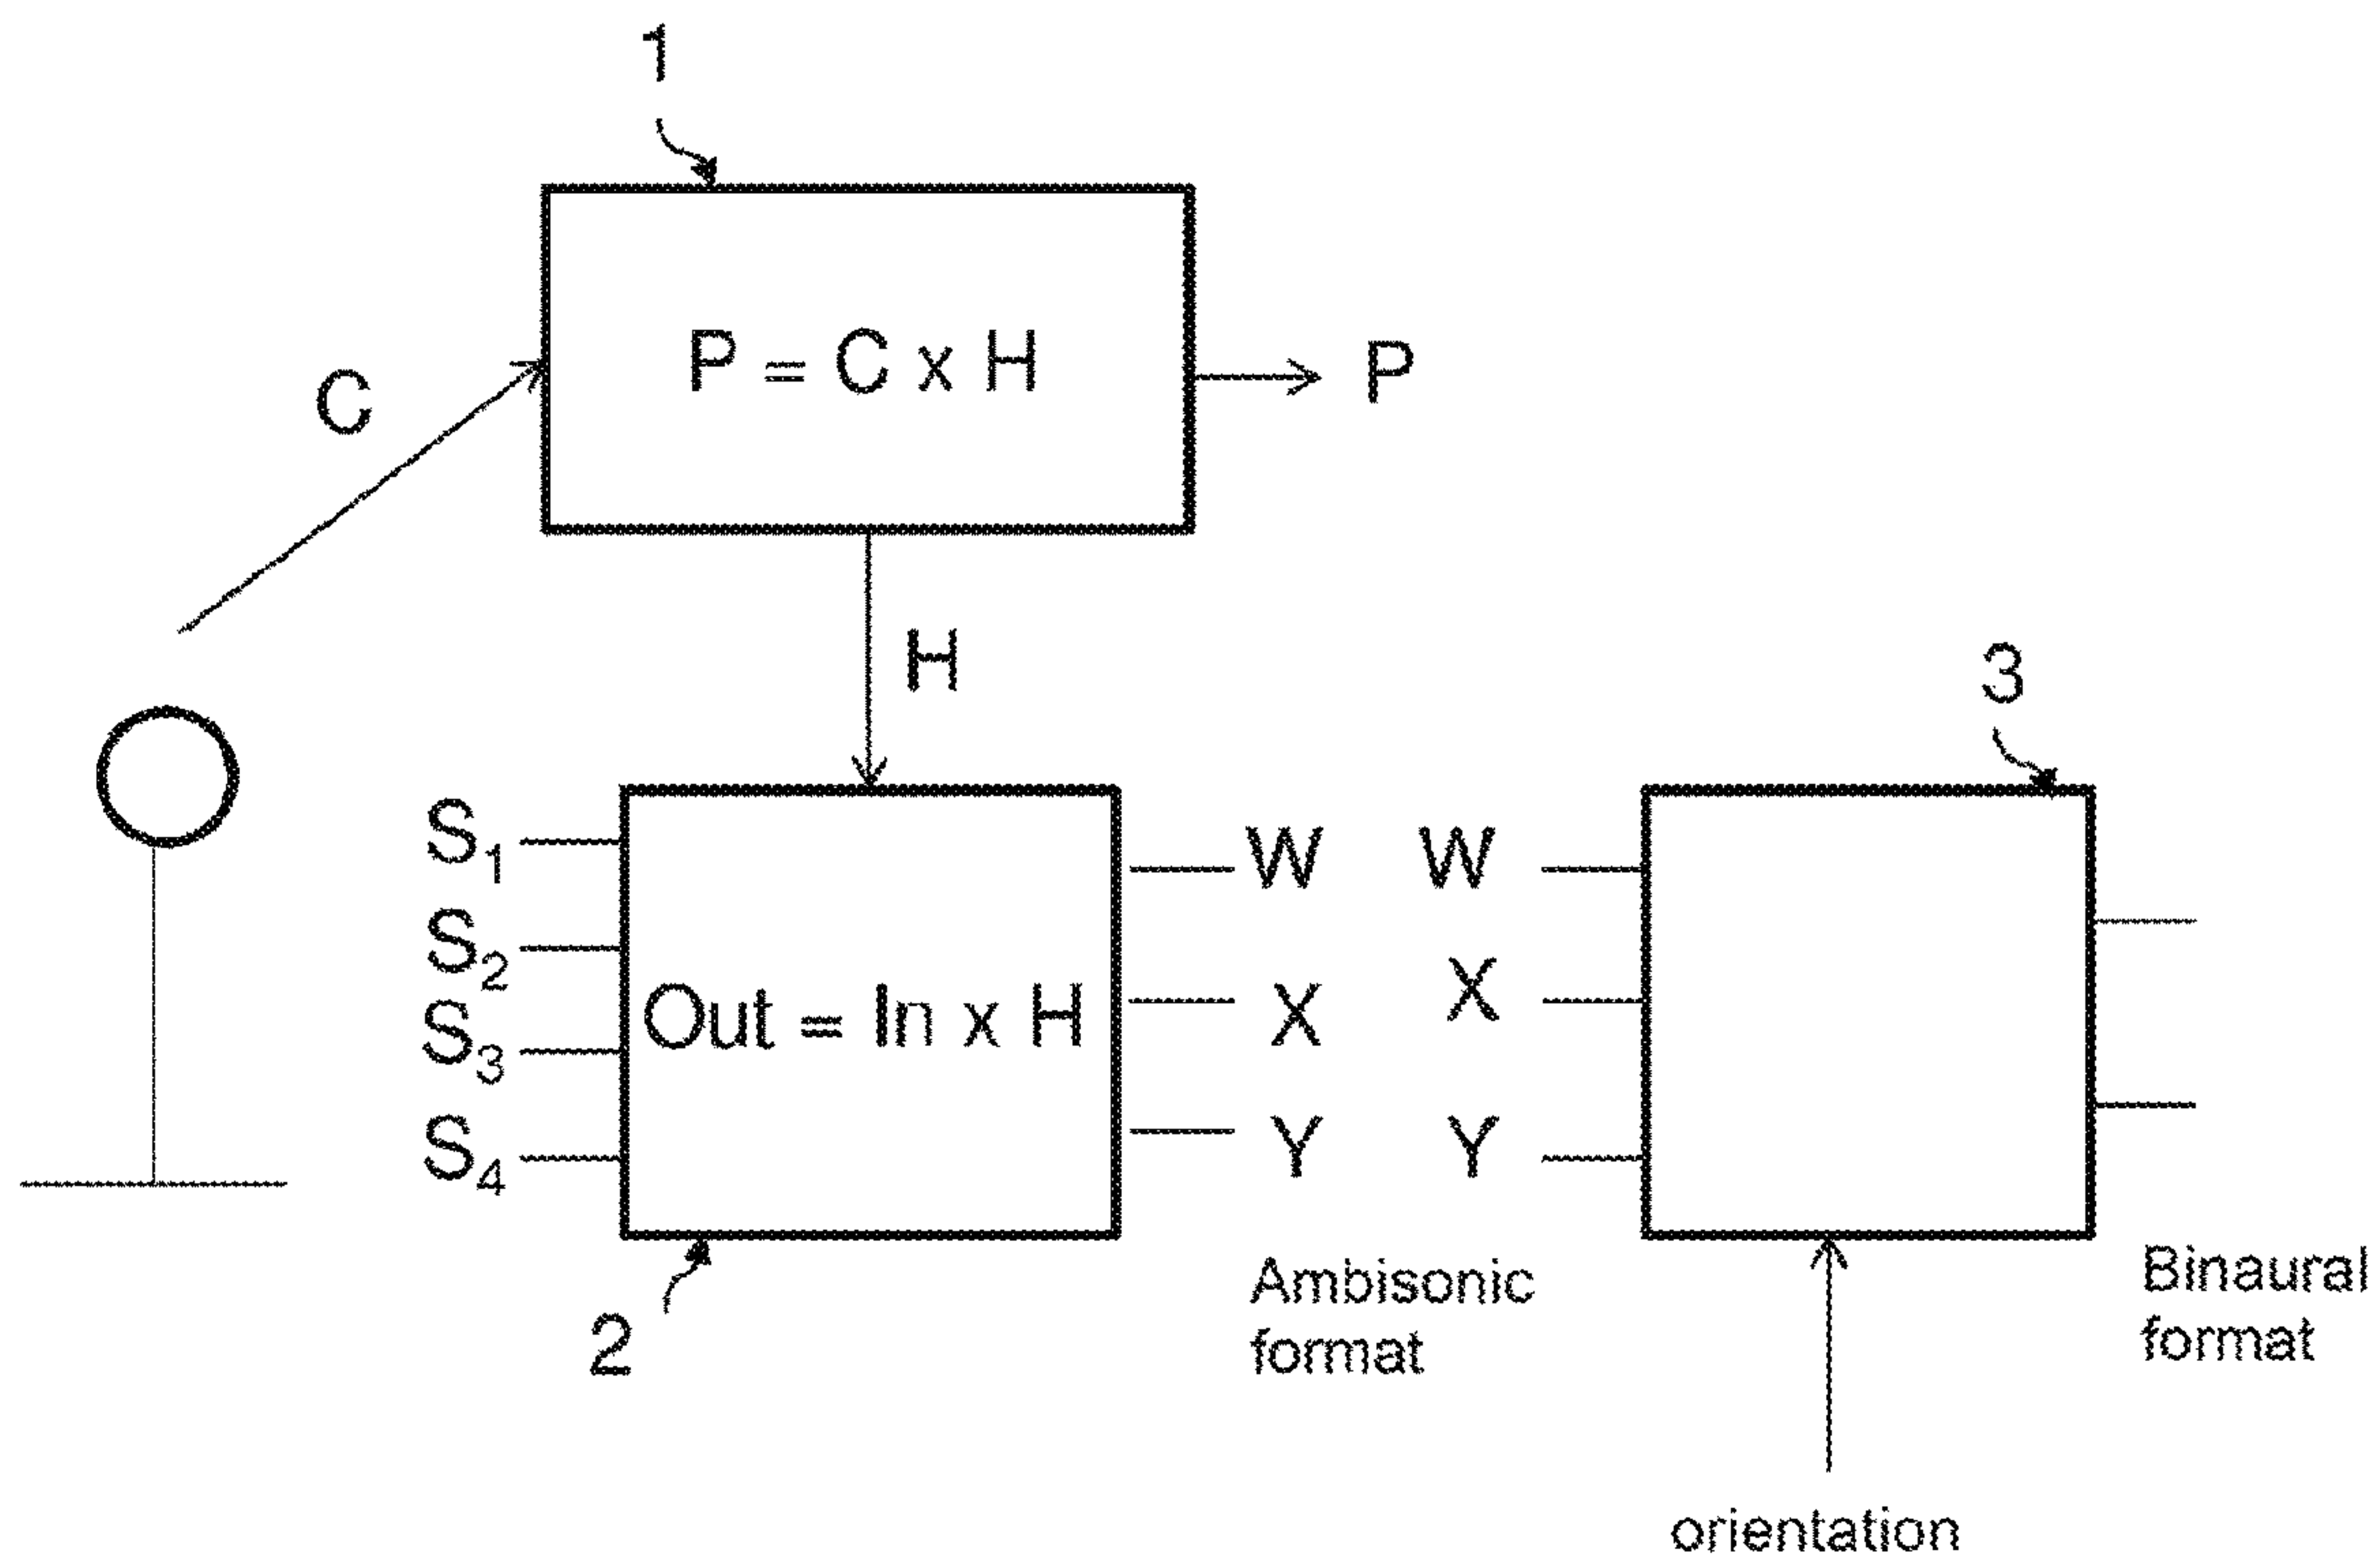 1
P = C x H
C
P
H
3
S1
W
W
S2
Out = In x H
X
X
S3
Y
Y
S4
Ambisonic
format
Binaural
format
2
orientation